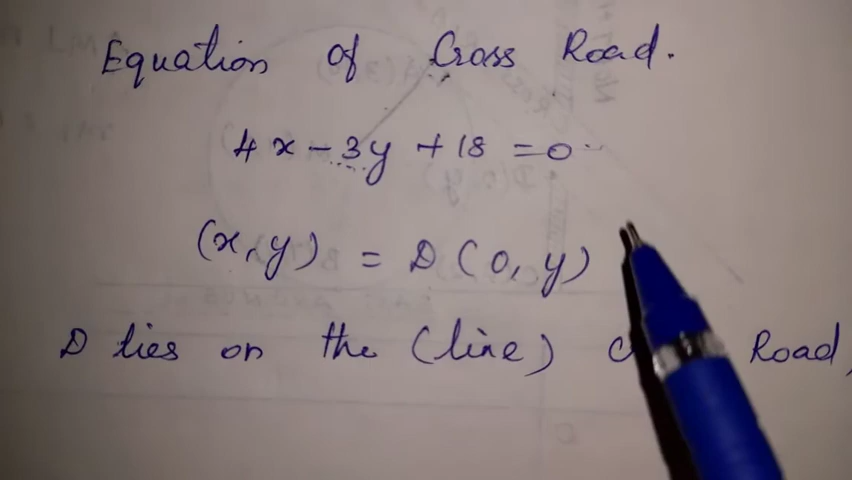 Equation of Cross Road.
4x - 3y + 18 = 0
(x, y) = D(0, y)
D lies on the (line) Road,